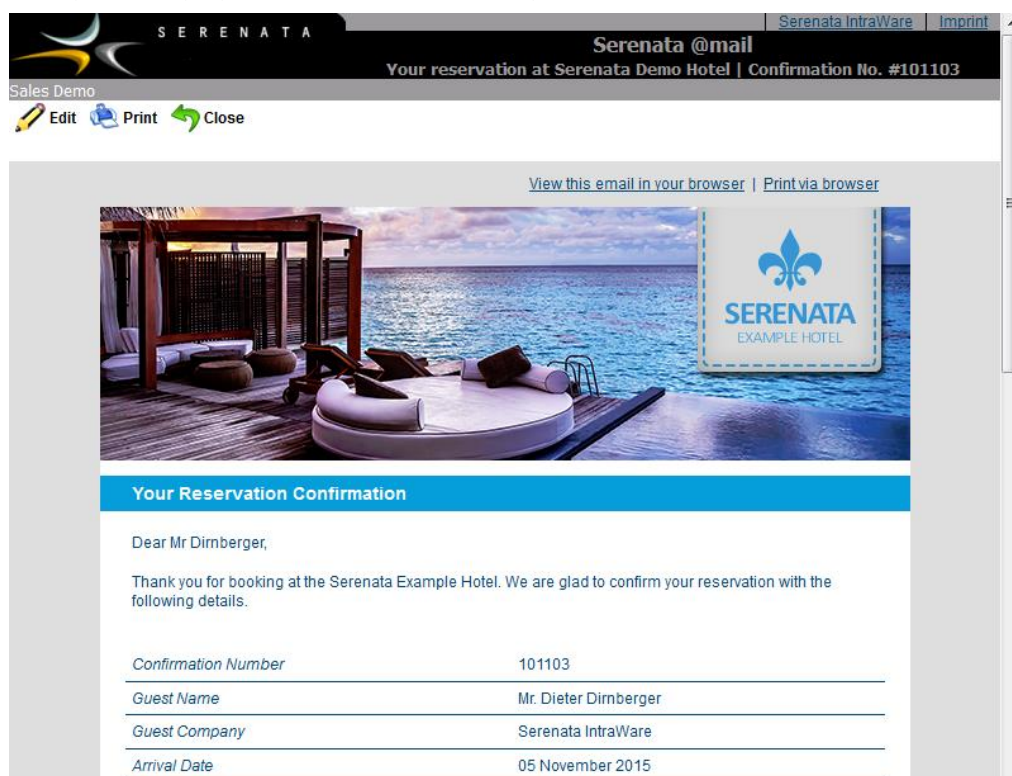 SERENATA
Serenata IntraWare | Imprint
Serenata @mail
Your reservation at Serenata Demo Hotel | Confirmation No. #101103
Sales Demo
Edit Print Close
View this email in your browser | Print via browser
SERENATA
EXAMPLE HOTEL
Your Reservation Confirmation
Dear Mr Dirnberger,
Thank you for booking at the Serenata Example Hotel. We are glad to confirm your reservation with the
following details.
Confirmation Number 101103
Guest Name Mr. Dieter Dirnberger
Guest Company Serenata IntraWare
Arrival Date 05 November 2015